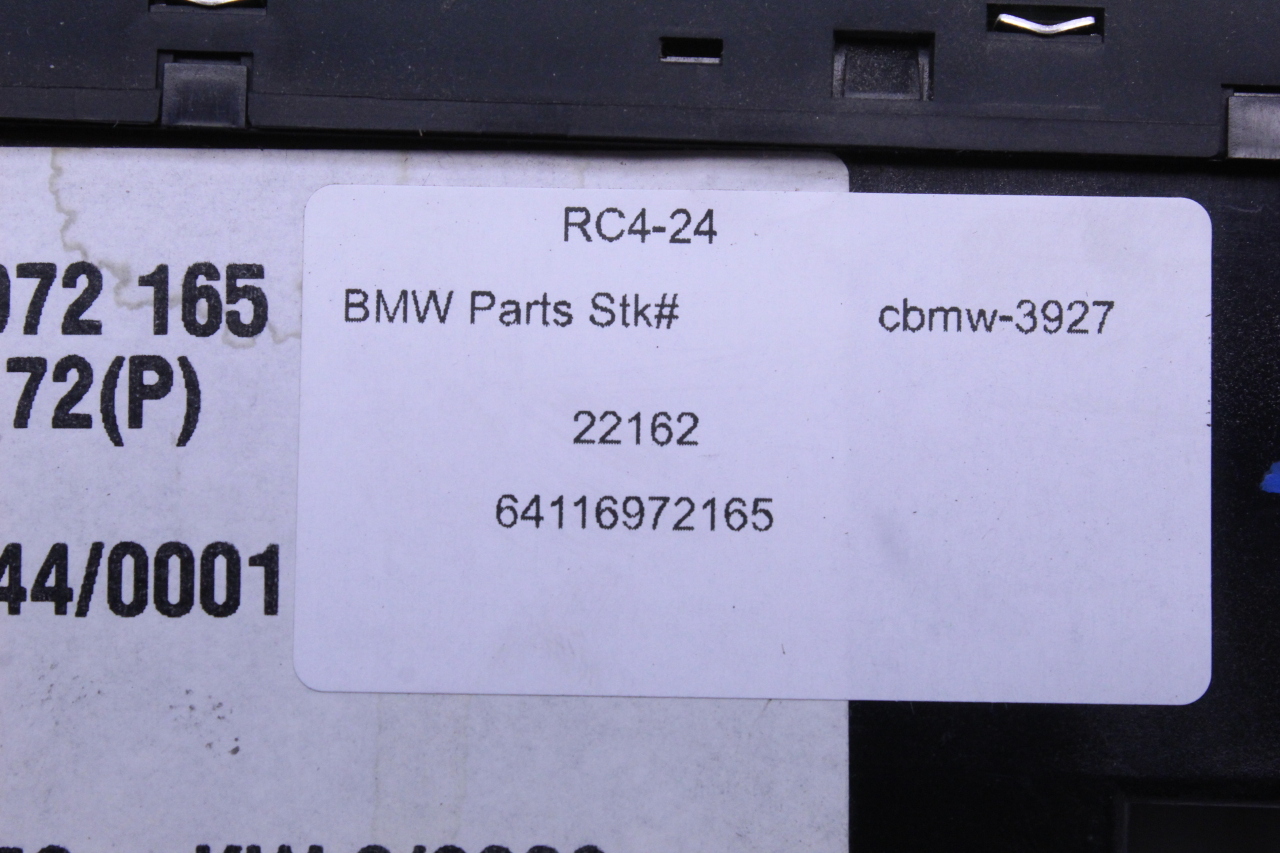 RC4-24
BMW Parts Stk# cbmw-3927
22162
64116972165
072 165
72(P)
44/0001